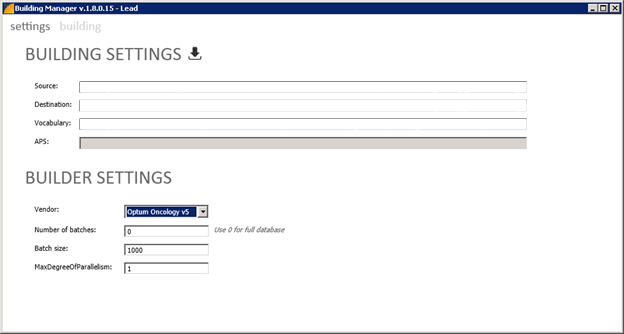 Building Manager v.1.8.0.15 - Lead
settings building
BUILDING SETTINGS
Source:
Destination:
Vocabulary:
APS:
BUILDER SETTINGS
Vendor: Optum Oncology v5
Number of batches: 0 Use 0 for full database
Batch size: 1000
MaxDegreeOfParallelism: 1